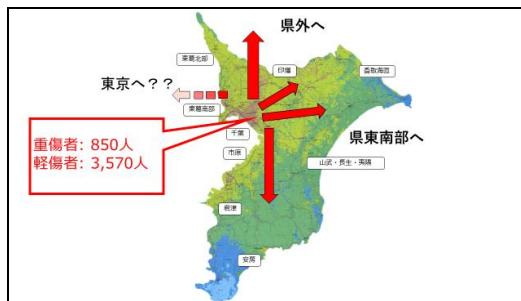 県外へ
東葛北部
印旛
香取海匝
東京へ??
東葛南部
千葉
県東南部へ
重傷者: 850人
軽傷者: 3,570人
市原
山武・長生・夷隅
君津
安房